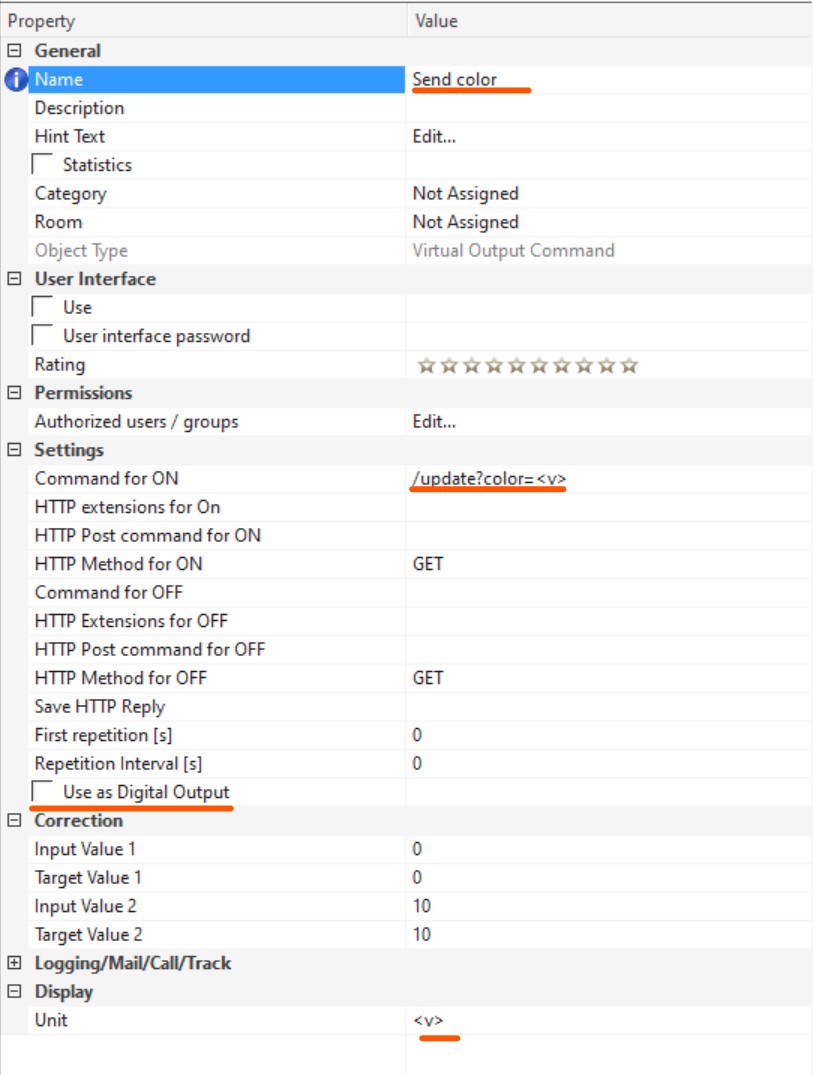 Property Value
General
Name Send color
Description
Hint Text Edit...
Statistics
Category Not Assigned
Room Not Assigned
Object Type Virtual Output Command
User Interface
Use
User interface password
Rating
Permissions
Authorized users / groups Edit...
Settings
Command for ON /update?color=<v>
HTTP extensions for On
HTTP Post command for ON
HTTP Method for ON GET
Command for OFF
HTTP Extensions for OFF
HTTP Post command for OFF
HTTP Method for OFF GET
Save HTTP Reply
First repetition [s] 0
Repetition Interval [s] 0
Use as Digital Output
Correction
Input Value 1 0
Target Value 1 0
Input Value 2 10
Target Value 2 10
Logging/Mail/Call/Track
Display
Unit <v>